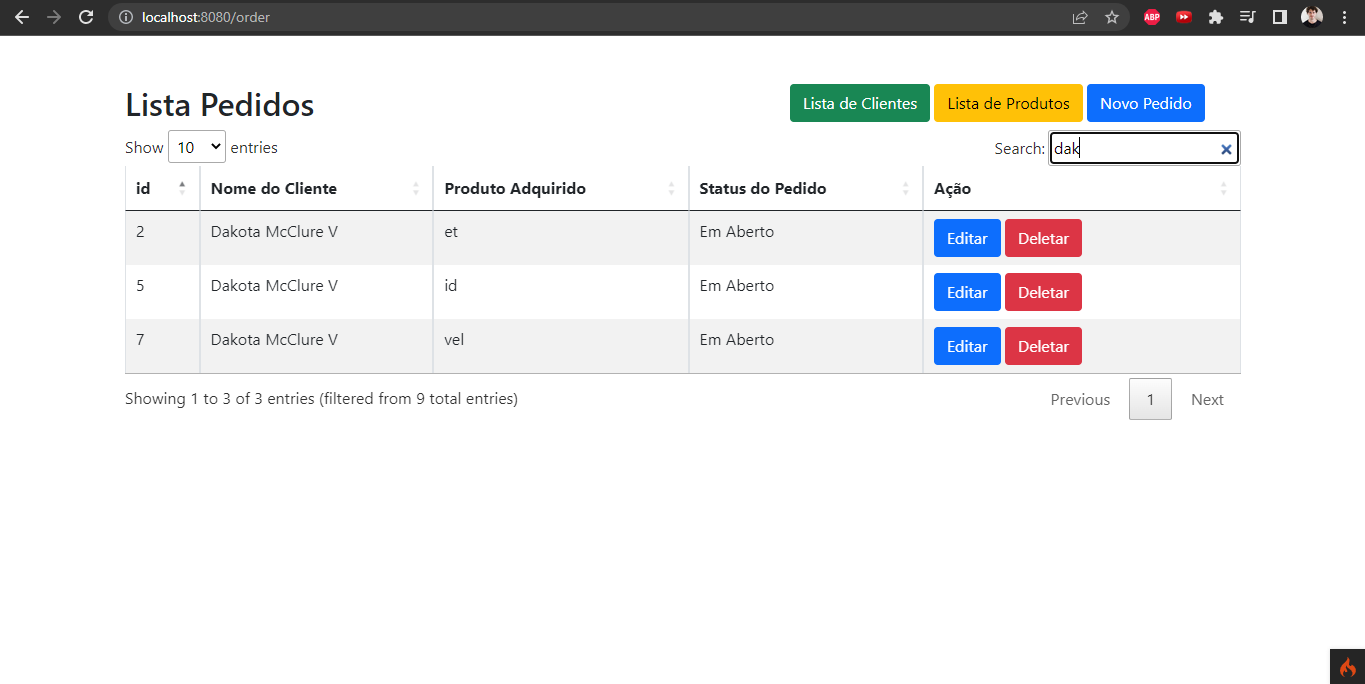 localhost:8080/order
ABP
Lista Pedidos
Lista de Clientes Lista de Produtos Novo Pedido
Show 10 entries
Search: dak
id Nome do Cliente Produto Adquirido Status do Pedido Ação
2 Dakota McClure V et Em Aberto Editar Deletar
5 Dakota McClure V id Em Aberto Editar Deletar
7 Dakota McClure V vel Em Aberto Editar Deletar
Showing 1 to 3 of 3 entries (filtered from 9 total entries)
Previous 1 Next